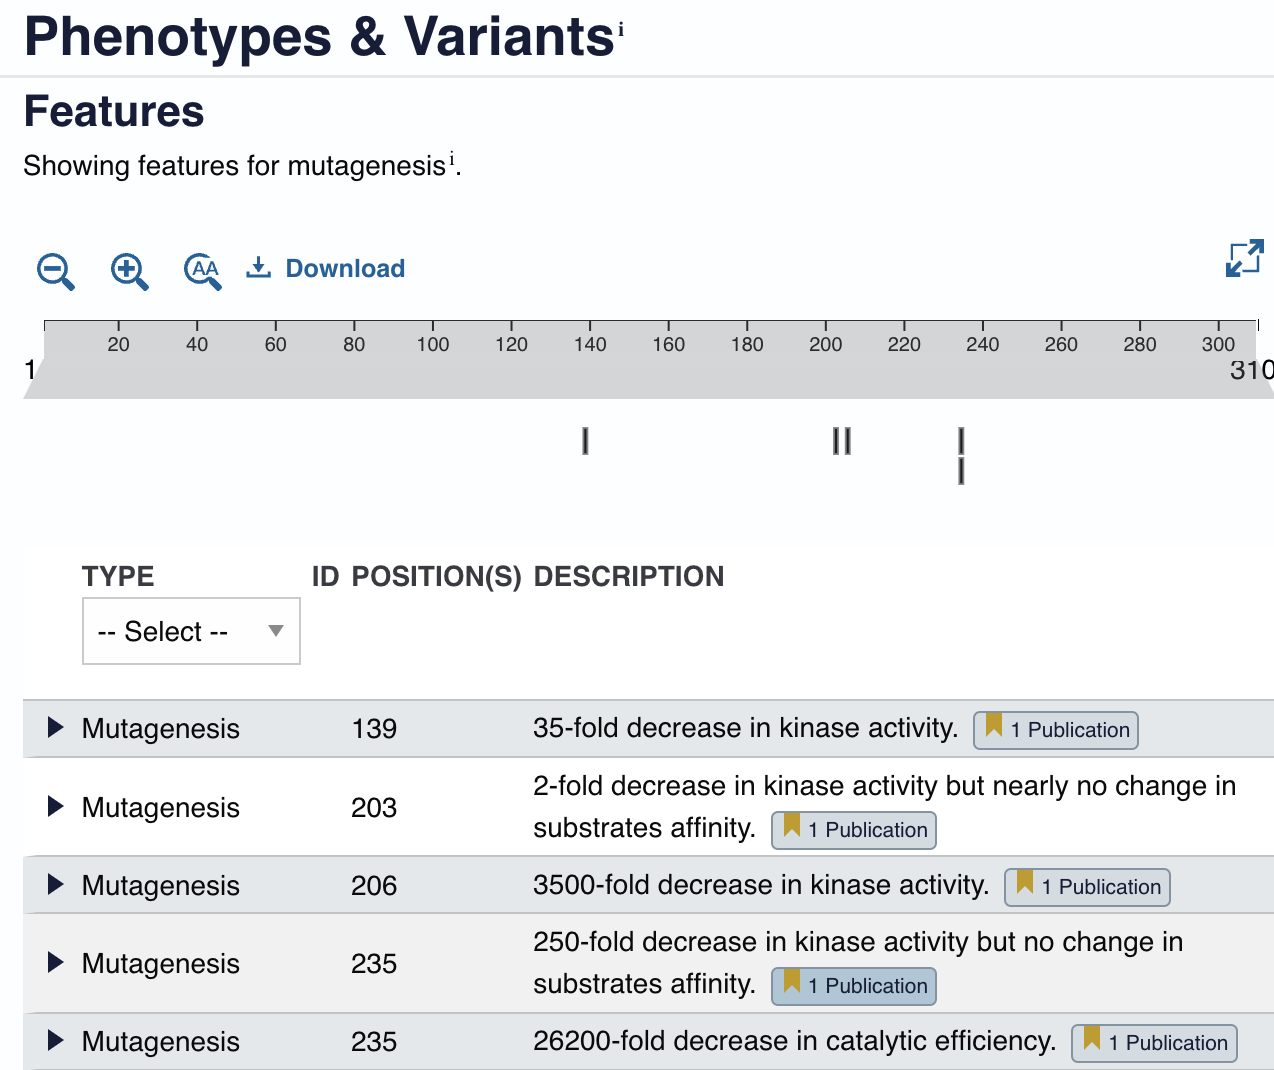 Phenotypes & Variantsⁱ
Features
Showing features for mutagenesisⁱ.
AA Download
20 40 60 80 100 120 140 160 180 200 220 240 260 280 300
1 310
TYPE ID POSITION(S) DESCRIPTION
-- Select --
Mutagenesis 139 35-fold decrease in kinase activity. 1 Publication
Mutagenesis 203 2-fold decrease in kinase activity but nearly no change in
substrates affinity. 1 Publication
Mutagenesis 206 3500-fold decrease in kinase activity. 1 Publication
Mutagenesis 235 250-fold decrease in kinase activity but no change in
substrates affinity. 1 Publication
Mutagenesis 235 26200-fold decrease in catalytic efficiency. 1 Publication